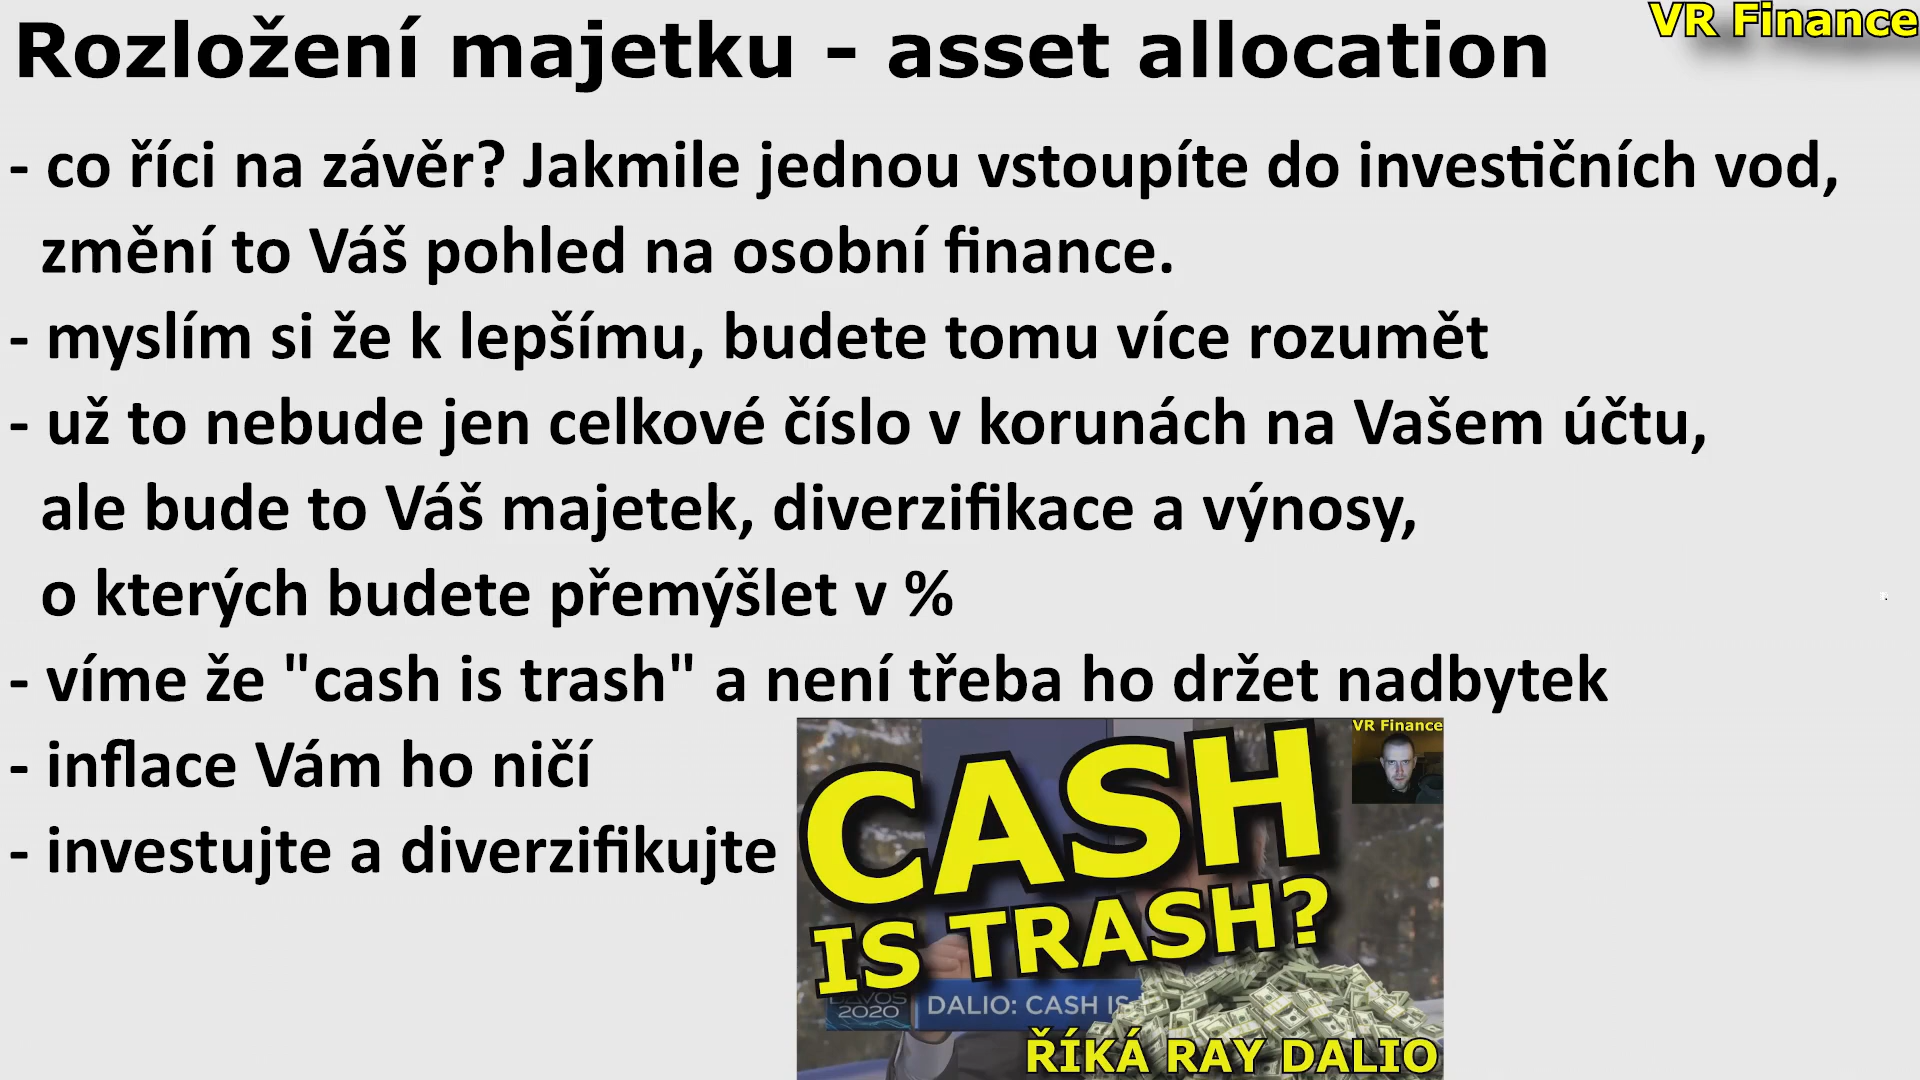 Rozložení majetku - asset allocation
VR Finance
- co říci na závěr? Jakmile jednou vstoupíte do investičních vod,
změní to Váš pohled na osobní finance.
- myslím si že k lepšímu, budete tomu více rozumět
- už to nebude jen celkové číslo v korunách na Vašem účtu,
ale bude to Váš majetek, diverzifikace a výnosy,
o kterých budete přemýšlet v %
- víme že "cash is trash" a není třeba ho držet nadbytek
- inflace Vám ho ničí
- investujte a diverzifikujte
VR Finance
CASH
IS TRASH?
DAVOS
2020
DALIO: CASH IS
ŘÍKÁ RAY DALIO